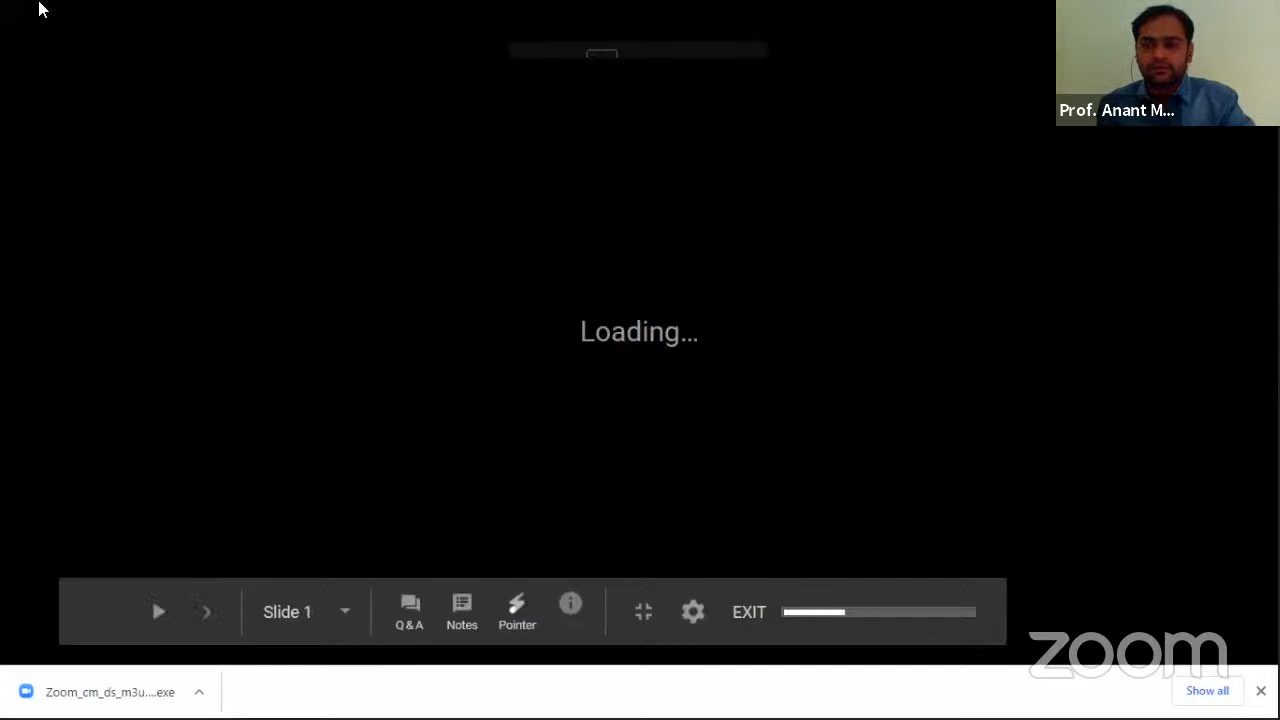 Prof. Anant M...
Loading...
Slide 1
Q & A
Notes
Pointer
EXIT
zoom
Zoom_cm_ds_m3u....exe
Show all